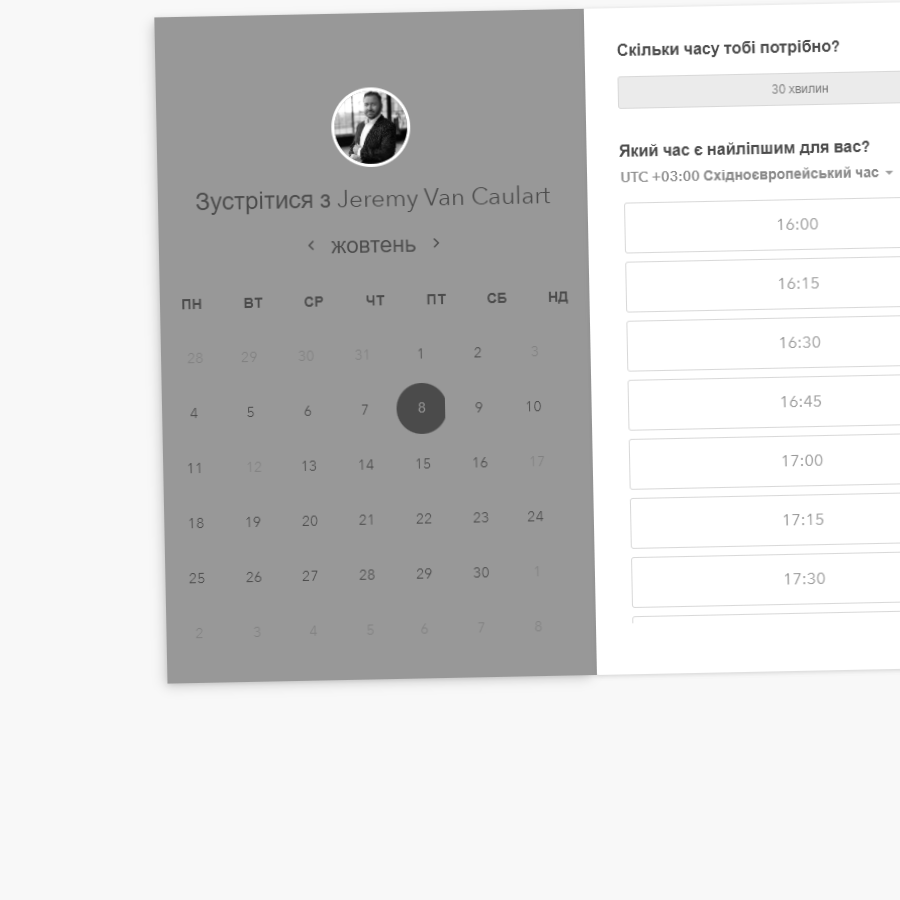 Зустрітися з Jeremy Van Caulart
жовтень
ПН ВТ СР ЧТ ПТ СБ НД
28 29 30 31 1 2 3
4 5 6 7 8 9 10
11 12 13 14 15 16 17
18 19 20 21 22 23 24
25 26 27 28 29 30 1
2 3 4 5 6 7 8
Скільки часу тобі потрібно?
30 хвилин
Який час є найліпшим для вас?
UTC +03:00 Східноєвропейський час
16:00
16:15
16:30
16:45
17:00
17:15
17:30